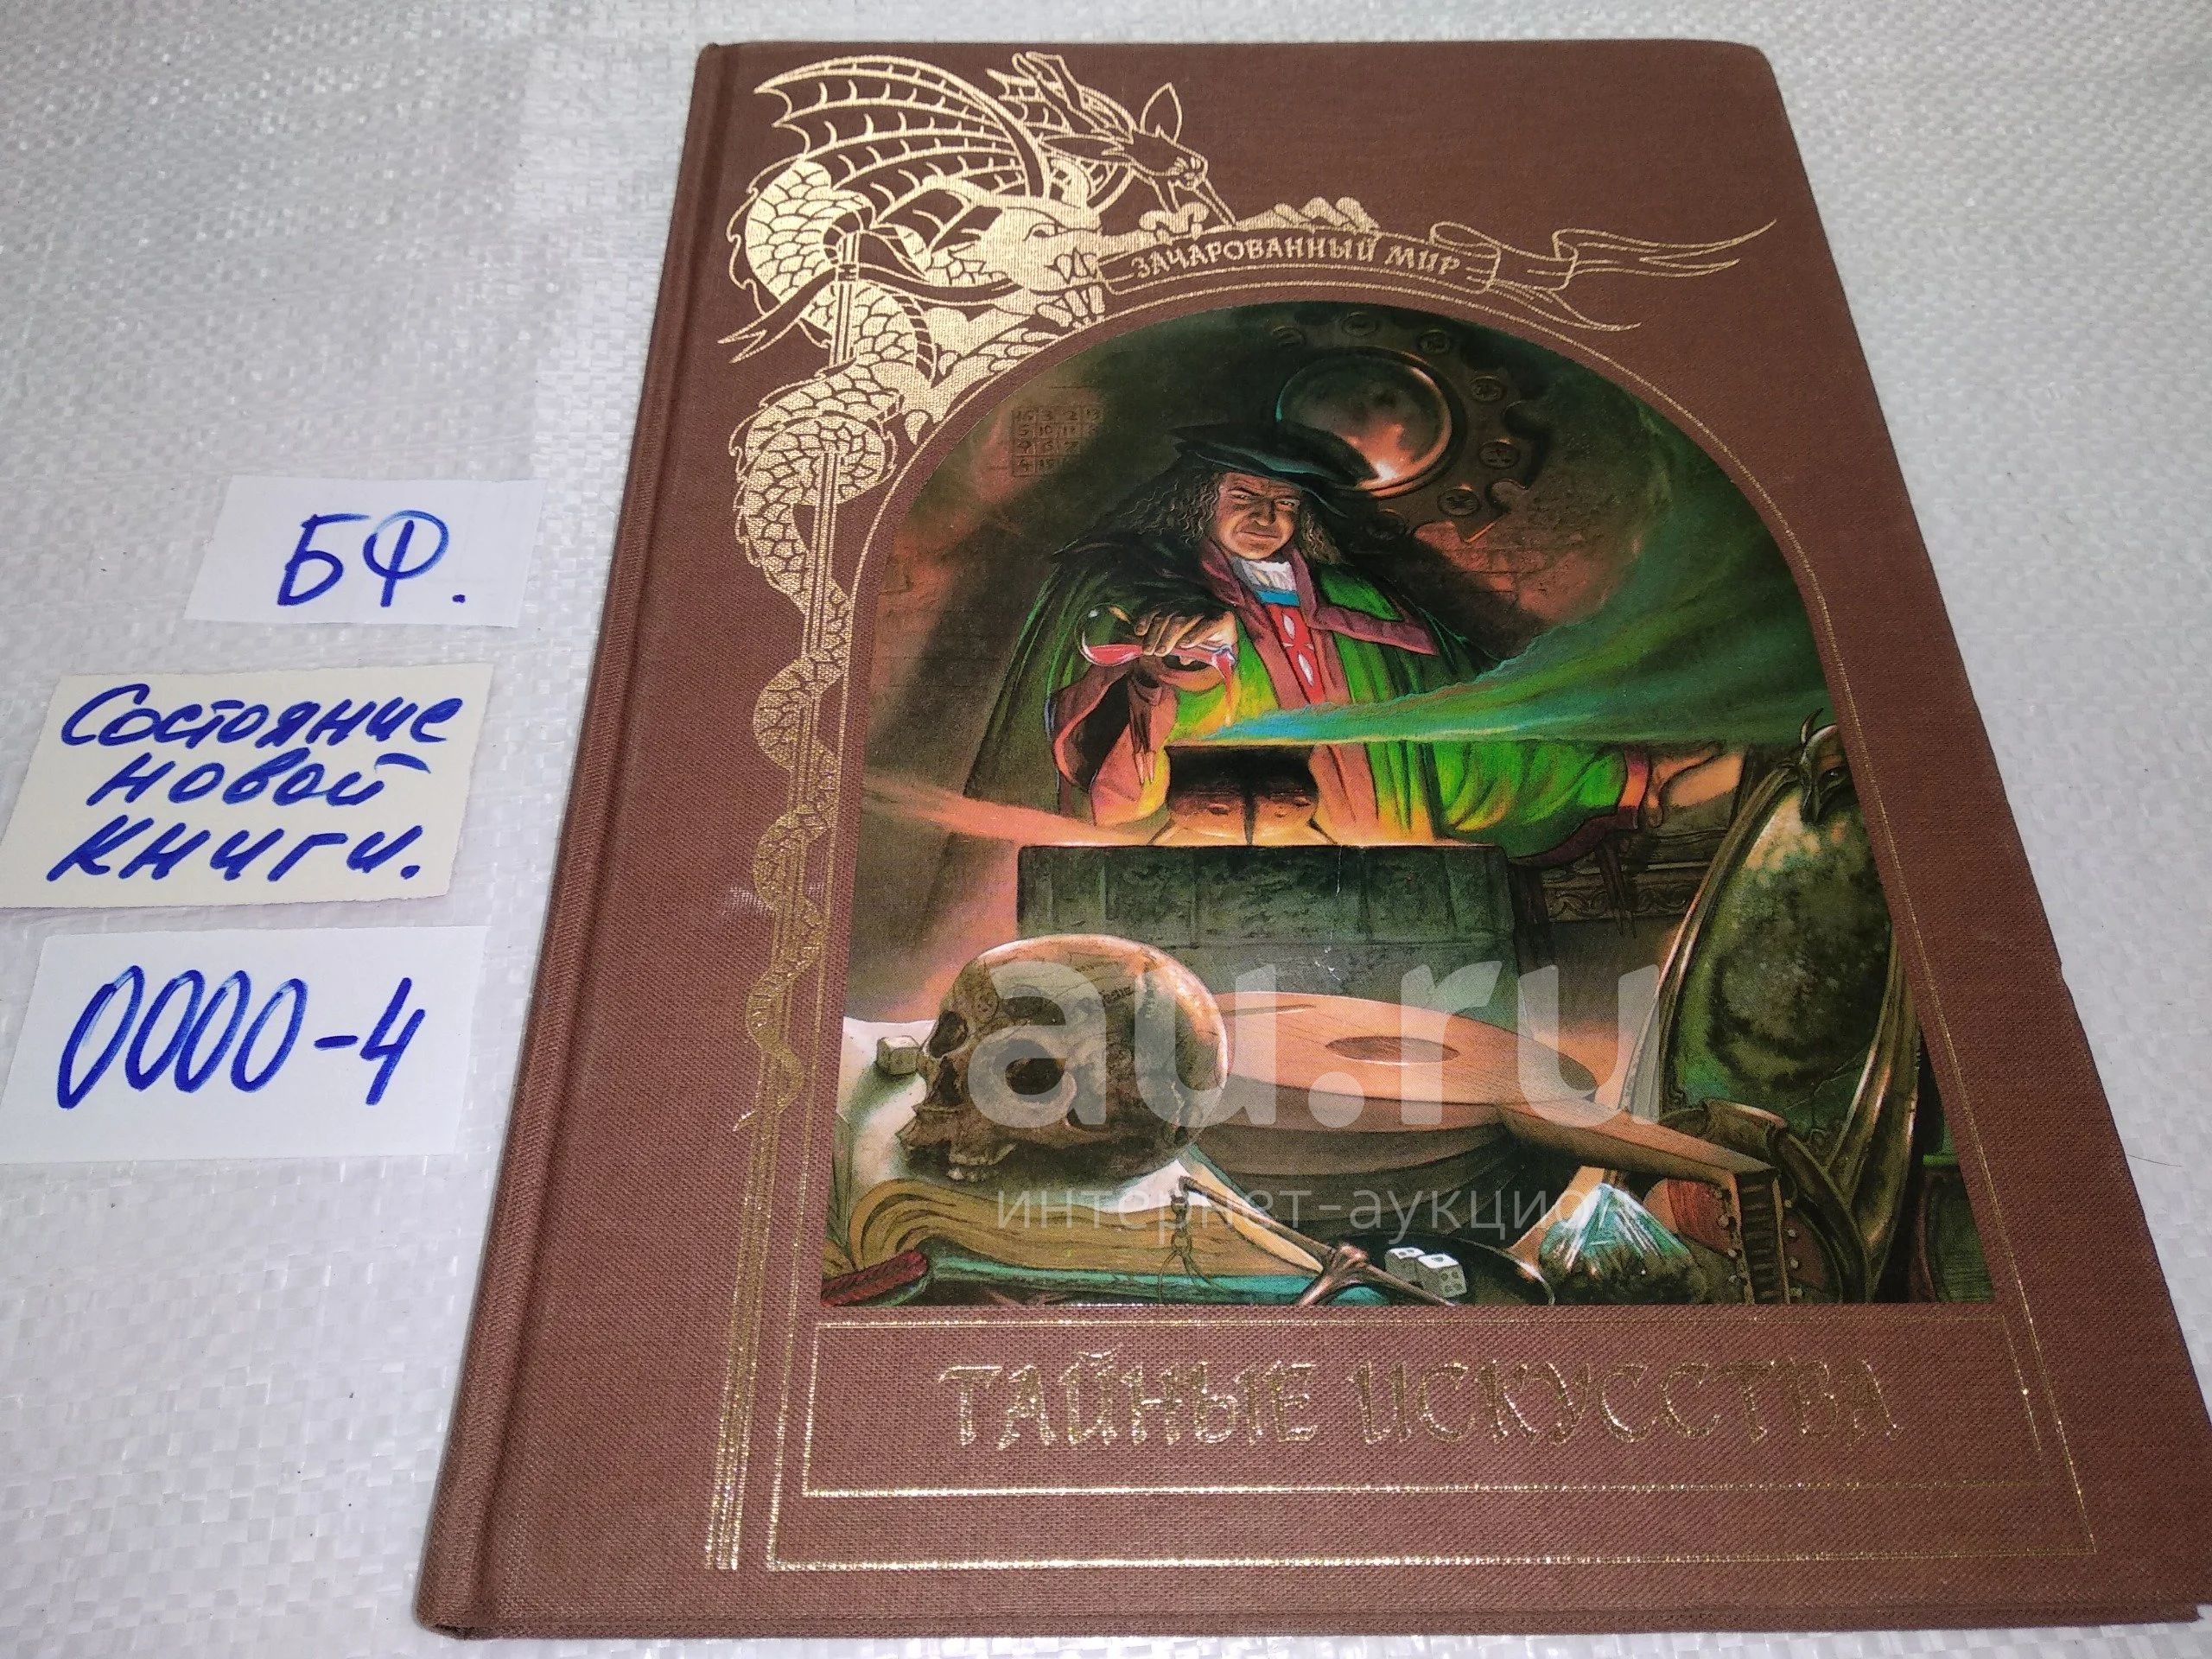 ЗАЧАРОВАННЫЙ МИР
БФ.
Состояние
новой
книги.
0000-4
au.ru
интернет-аукцион
ТАЙНЫЕ ИСКУССТВА